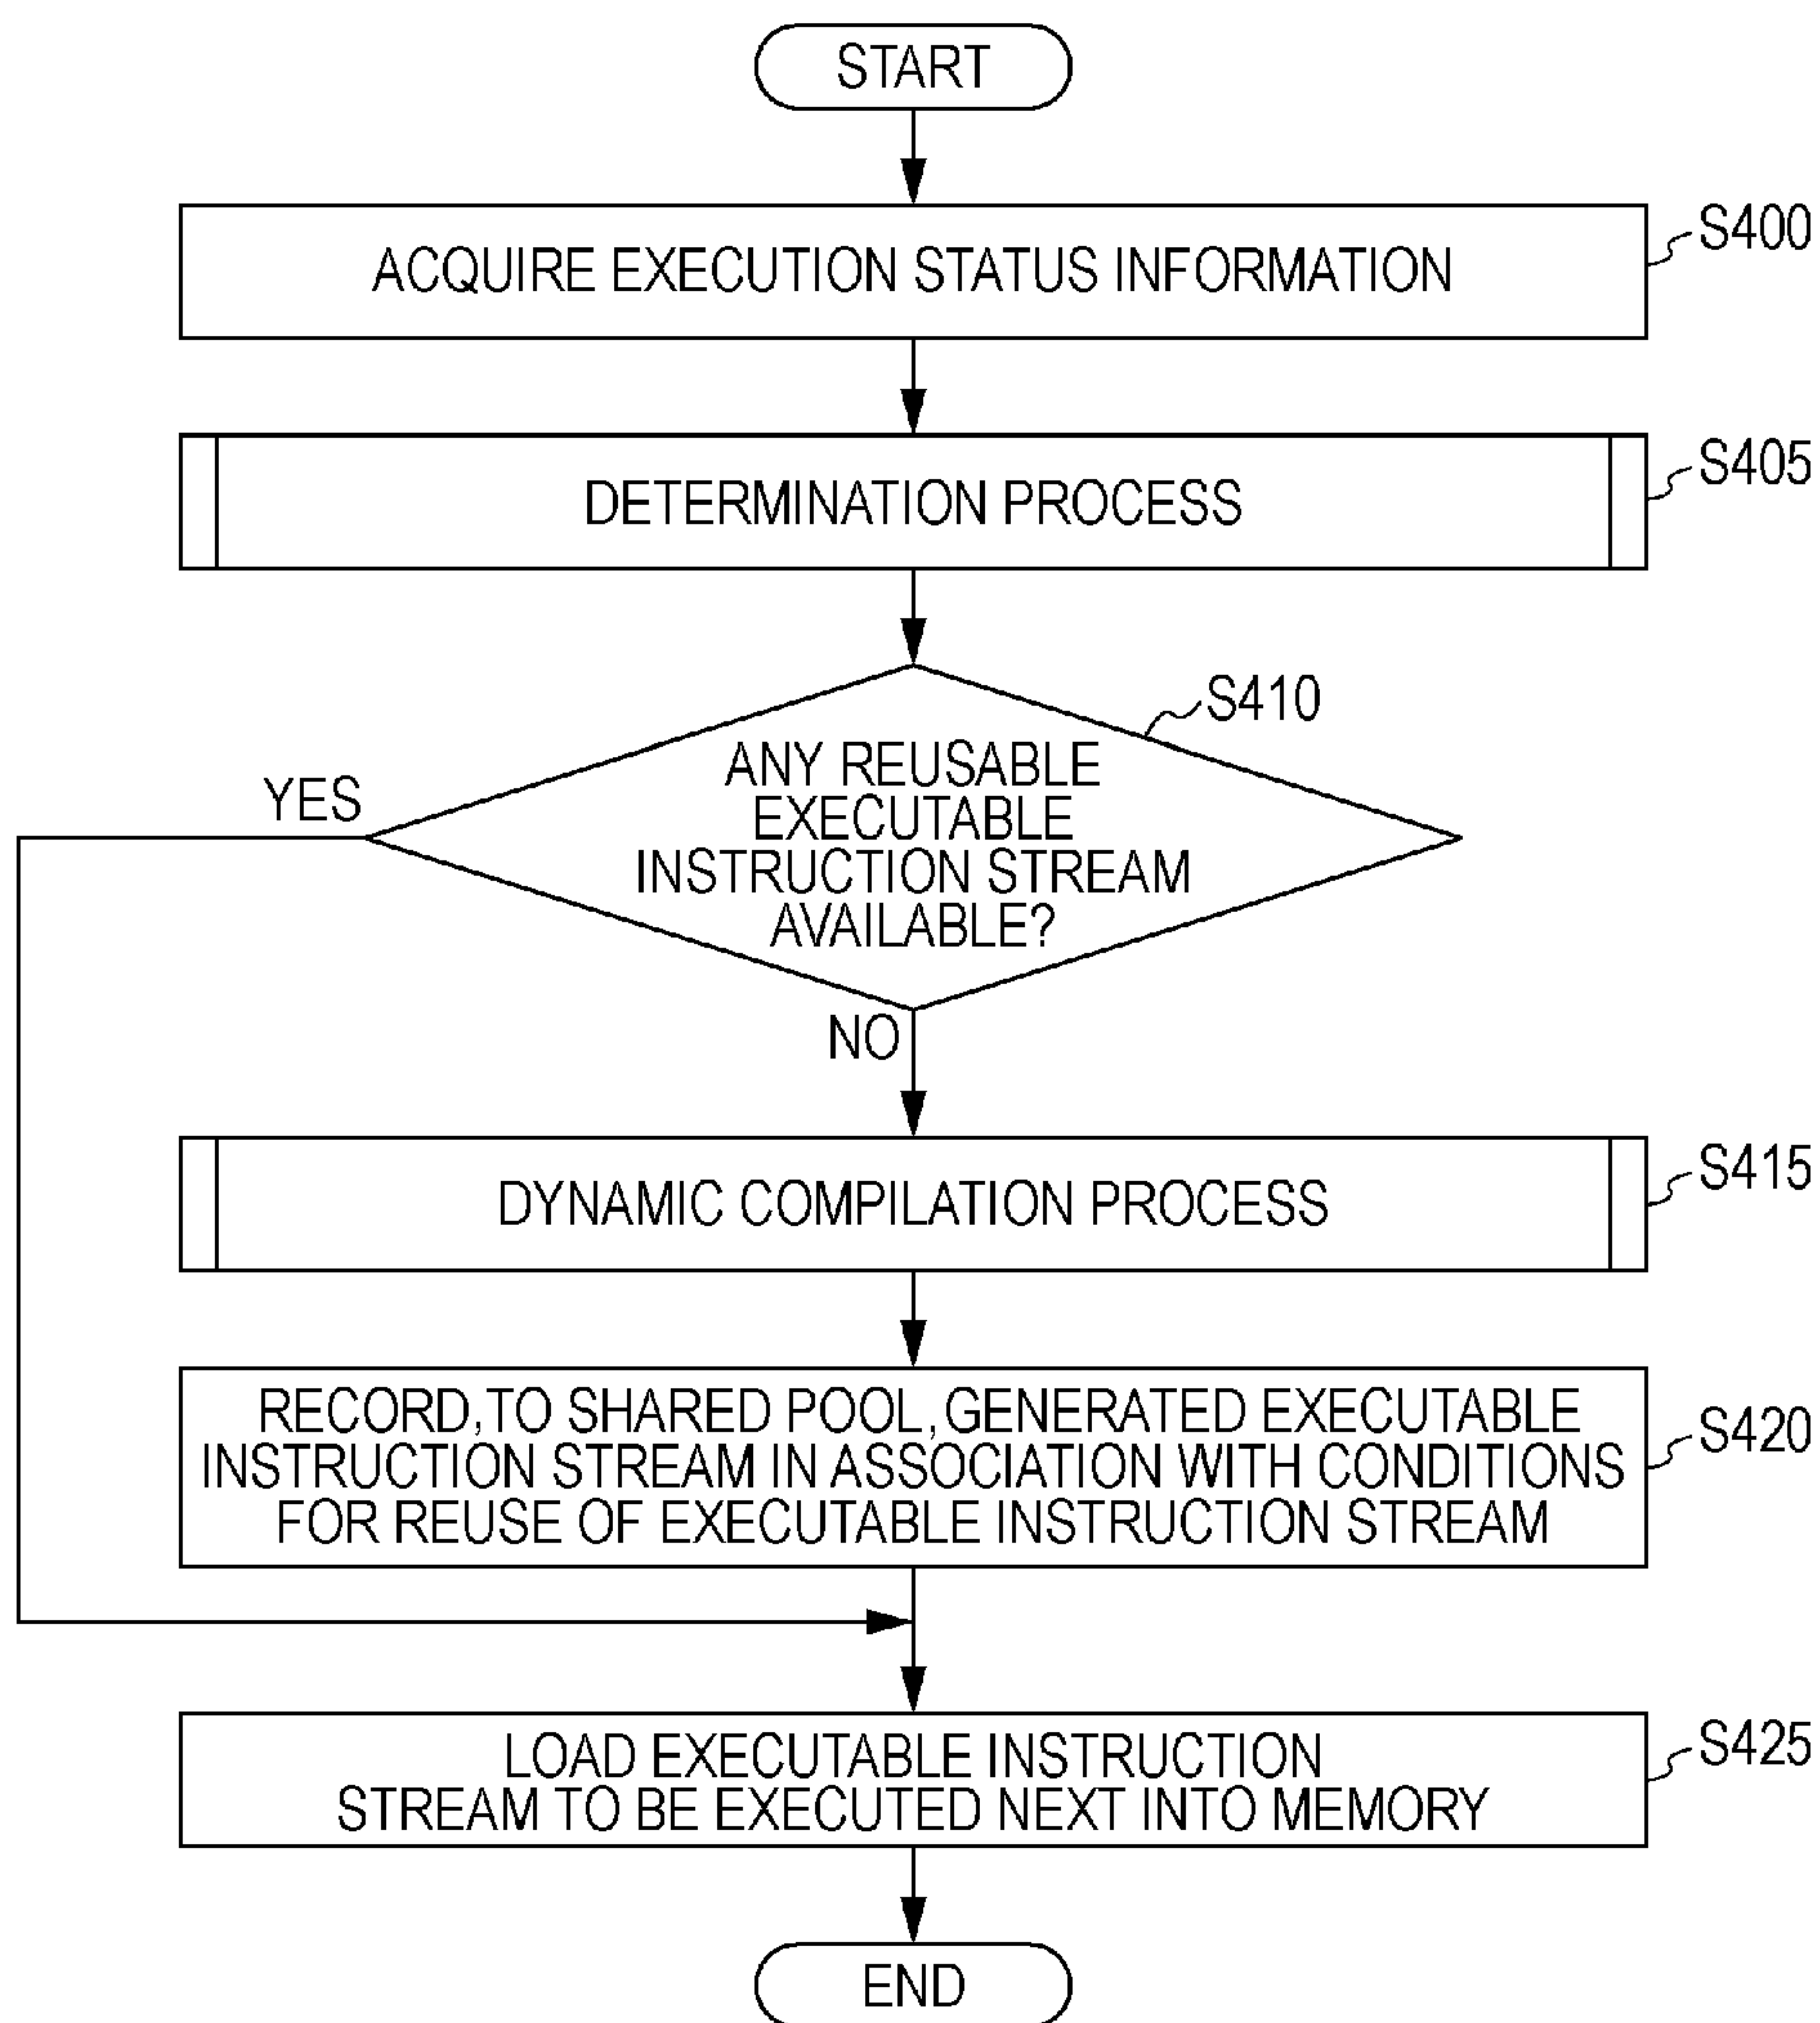 START
ACQUIRE EXECUTION STATUS INFORMATION
S400
DETERMINATION PROCESS
S405
S410
ANY REUSABLE
EXECUTABLE
INSTRUCTION STREAM
AVAILABLE?
YES
NO
DYNAMIC COMPILATION PROCESS
S415
RECORD, TO SHARED POOL, GENERATED EXECUTABLE
INSTRUCTION STREAM IN ASSOCIATION WITH CONDITIONS
FOR REUSE OF EXECUTABLE INSTRUCTION STREAM
S420
LOAD EXECUTABLE INSTRUCTION
STREAM TO BE EXECUTED NEXT INTO MEMORY
S425
END